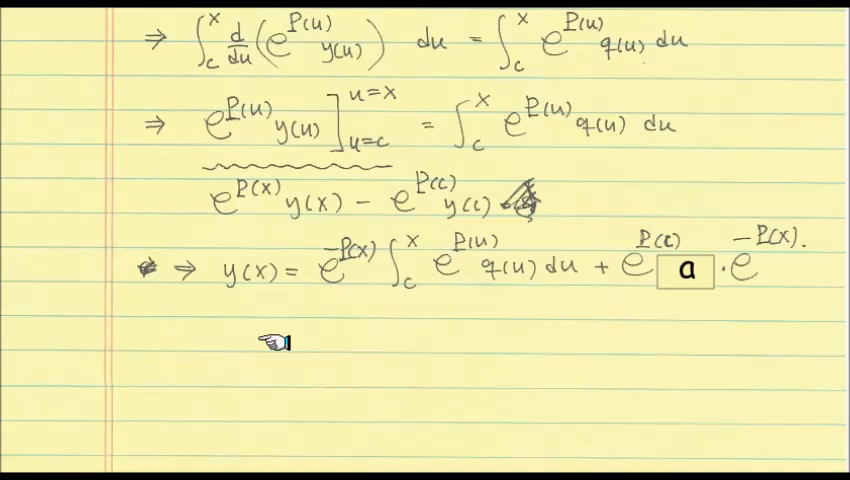 ⇒ ∫_c^x d/du (e^{P(u)} y(u)) du = ∫_c^x e^{P(u)} q(u) du
⇒ e^{P(u)} y(u) ]_{u=c}^{u=x} = ∫_c^x e^{P(u)} q(u) du
e^{P(x)} y(x) - e^{P(c)} y(c)
⇒ y(x) = e^{-P(x)} ∫_c^x e^{P(u)} q(u) du + e^{P(c)} a · e^{-P(x)}.